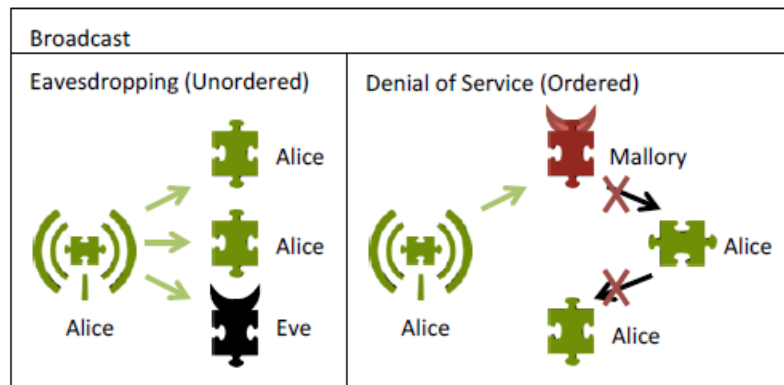 Broadcast
Eavesdropping (Unordered)
Alice
Alice
Alice
Eve
Denial of Service (Ordered)
Mallory
Alice
Alice
Alice